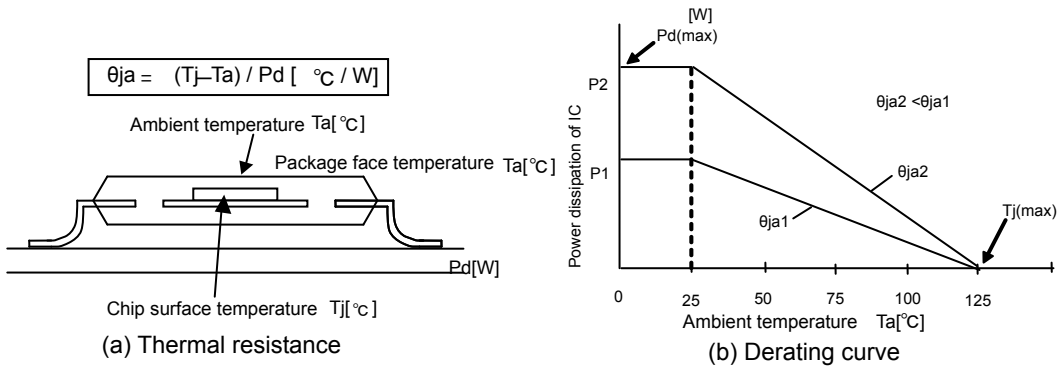 θja = (Tj–Ta) / Pd [ °C / W]
Ambient temperature Ta[°C]
Package face temperature Ta[°C]
Pd[W]
Chip surface temperature Tj[°C]
(a) Thermal resistance
[W]
Pd(max)
P2
θja2 <θja1
P1
θja2
θja1
Tj(max)
Power dissipation of IC
0 25 50 75 100 125
Ambient temperature Ta[°C]
(b) Derating curve